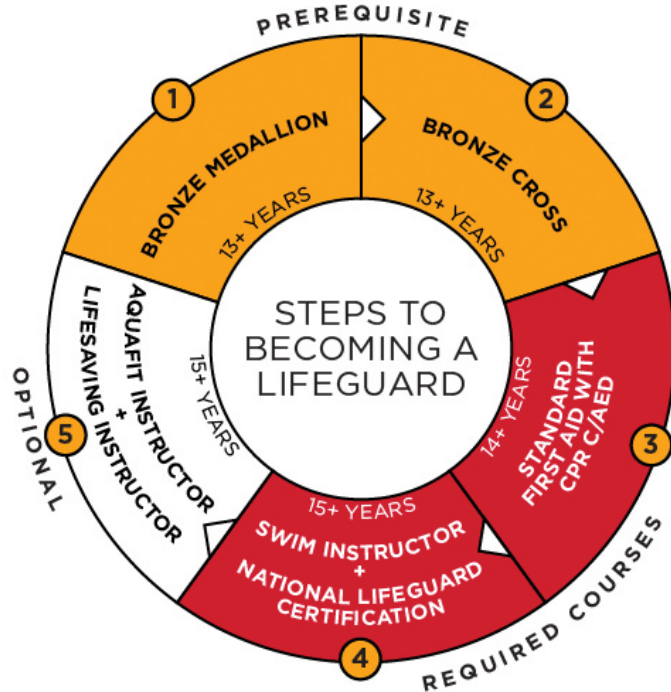 STEPS TO
BECOMING A
LIFEGUARD
PREREQUISITE
1
BRONZE MEDALLION
13+ YEARS
2
BRONZE CROSS
13+ YEARS
REQUIRED COURSES
3
STANDARD
FIRST AID WITH
CPR C/AED
14+ YEARS
4
15+ YEARS
SWIM INSTRUCTOR
+
NATIONAL LIFEGUARD
CERTIFICATION
OPTIONAL
5
AQUAFIT INSTRUCTOR
+
LIFESAVING INSTRUCTOR
15+ YEARS